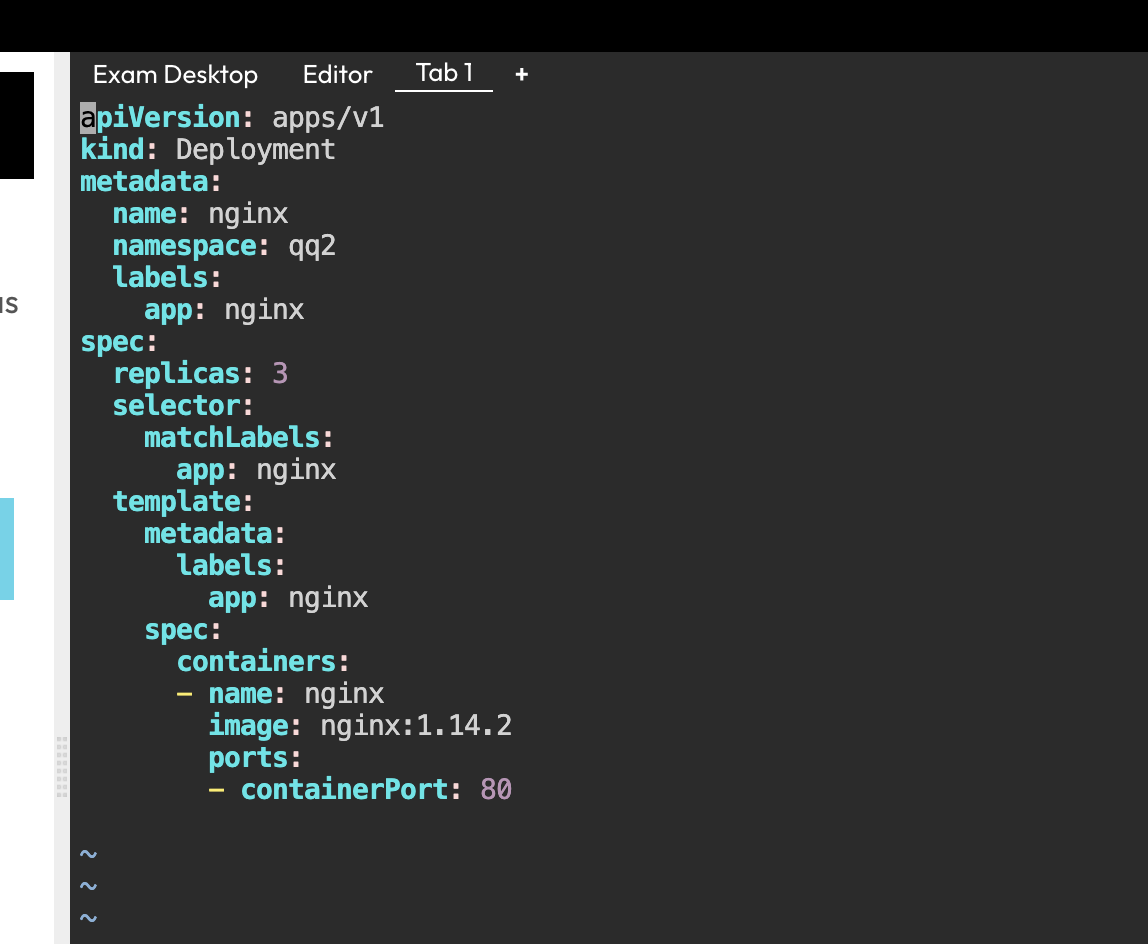 Exam Desktop Editor Tab 1 +
apiVersion: apps/v1
kind: Deployment
metadata:
  name: nginx
  namespace: qq2
  labels:
    app: nginx
spec:
  replicas: 3
  selector:
    matchLabels:
      app: nginx
  template:
    metadata:
      labels:
        app: nginx
    spec:
      containers:
      - name: nginx
        image: nginx:1.14.2
        ports:
        - containerPort: 80
~
~
~